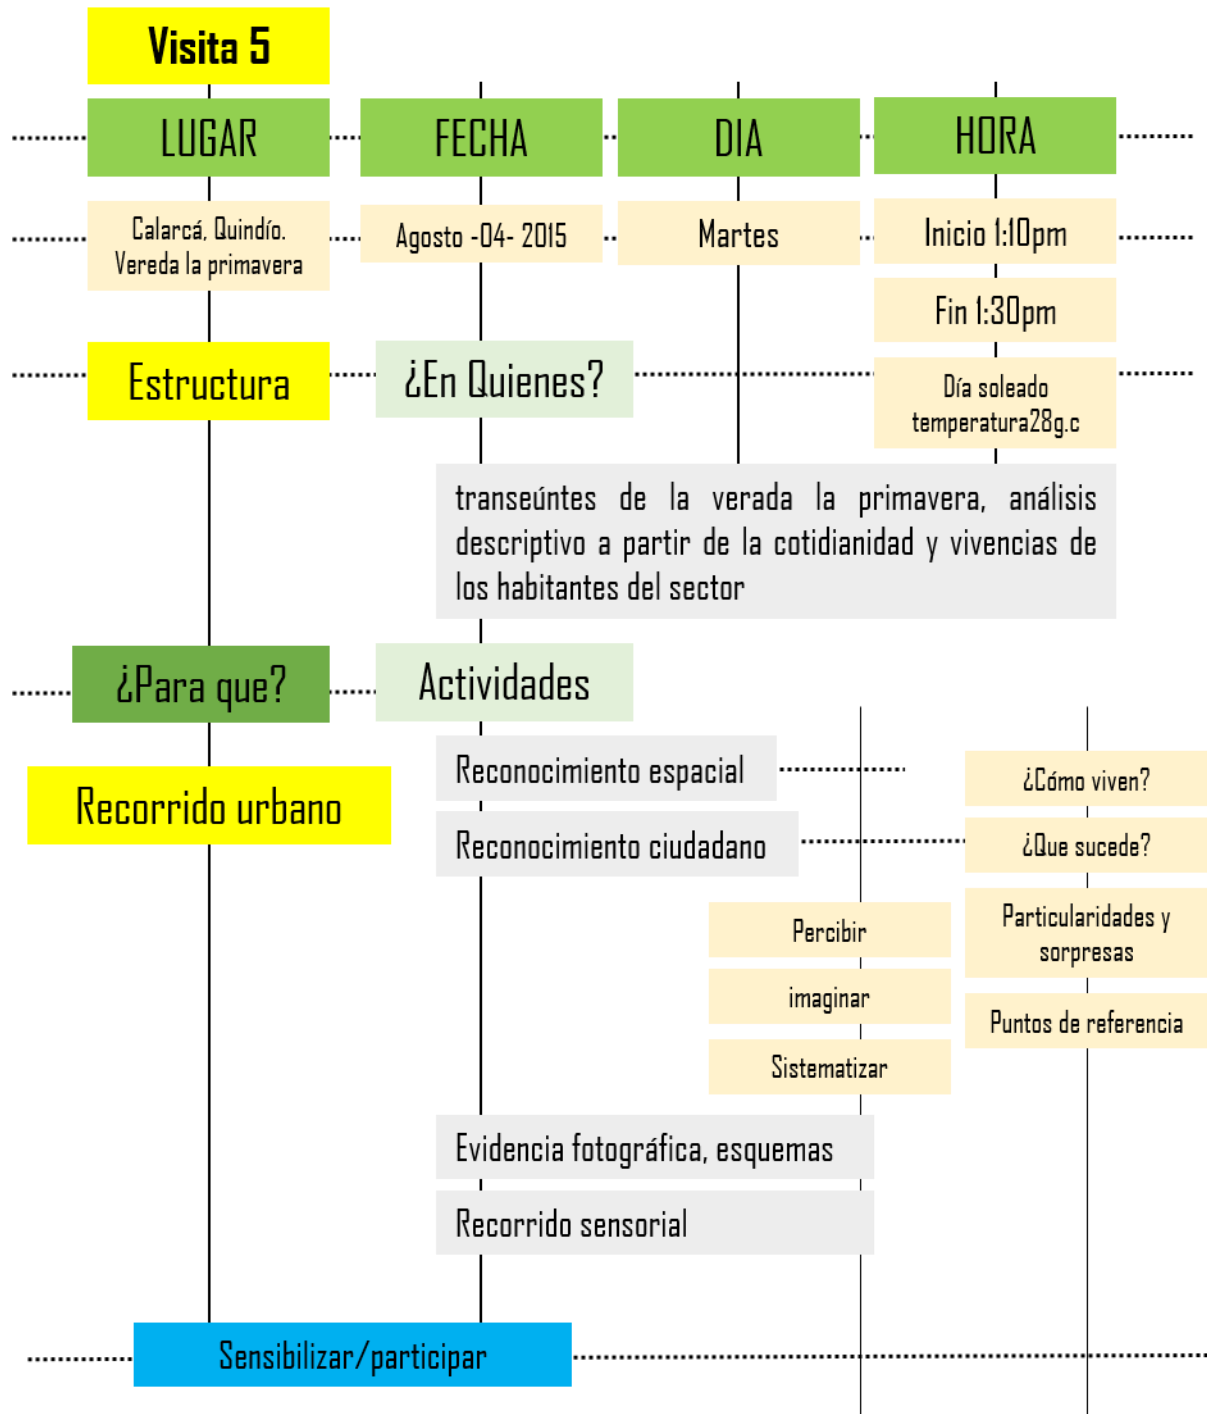 Visita 5
LUGAR
FECHA
DIA
HORA
Calarcá, Quindío.
Vereda la primavera
Agosto -04- 2015
Martes
Inicio 1:10pm
Fin 1:30pm
Estructura
¿En Quienes?
Día soleado
temperatura28g.c
transeúntes de la verada la primavera, análisis
descriptivo a partir de la cotidianidad y vivencias de
los habitantes del sector
¿Para que?
Actividades
Recorrido urbano
Reconocimiento espacial
¿Cómo viven?
Reconocimiento ciudadano
¿Que sucede?
Percibir
Particularidades y
sorpresas
imaginar
Puntos de referencia
Sistematizar
Evidencia fotográfica, esquemas
Recorrido sensorial
Sensibilizar/participar